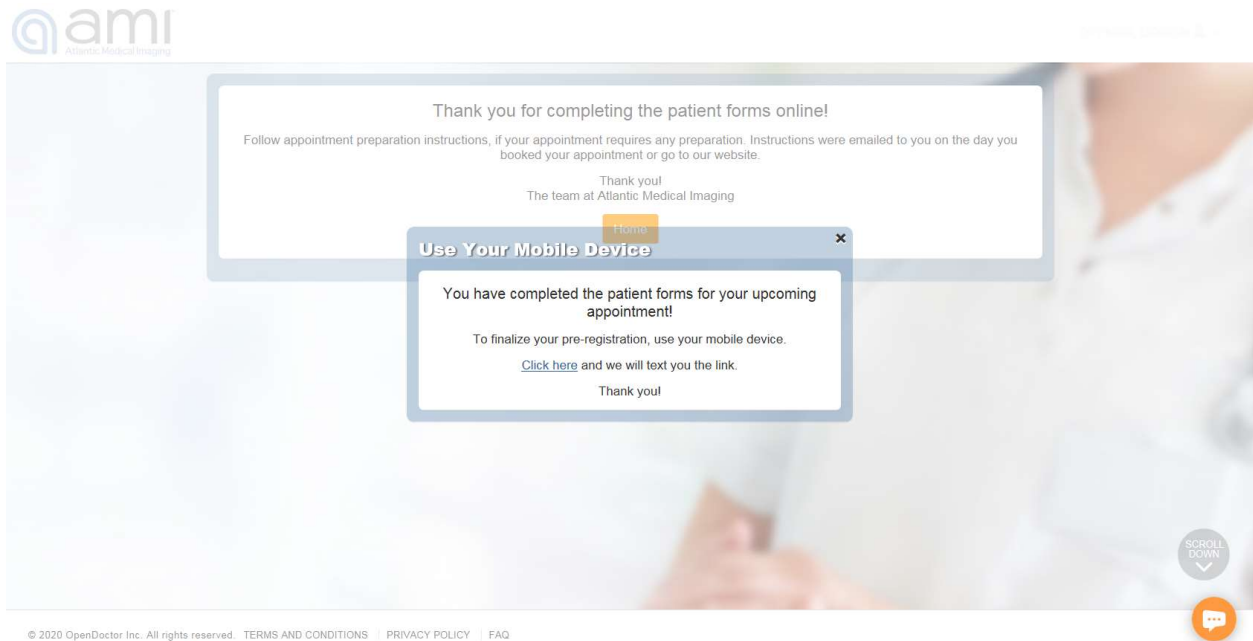 ami
Atlantic Medical Imaging
Thank you for completing the patient forms online!
Follow appointment preparation instructions, if your appointment requires any preparation. Instructions were emailed to you on the day you
booked your appointment or go to our website.
Thank you!
The team at Atlantic Medical Imaging
Home
Use Your Mobile Device
You have completed the patient forms for your upcoming
appointment!
To finalize your pre-registration, use your mobile device.
Click here and we will text you the link.
Thank you!
SCROLL
DOWN
© 2020 OpenDoctor Inc. All rights reserved. TERMS AND CONDITIONS | PRIVACY POLICY | FAQ